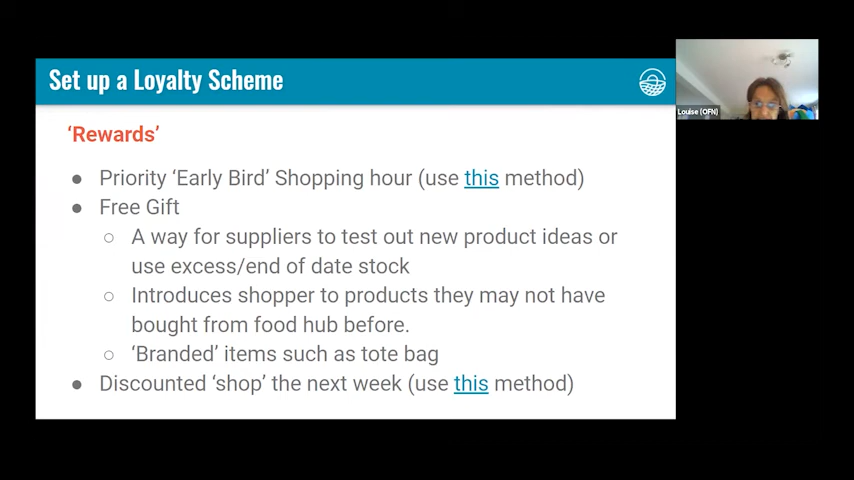 Set up a Loyalty Scheme
Louise (OFN)
‘Rewards’
● Priority ‘Early Bird’ Shopping hour (use this method)
● Free Gift
○ A way for suppliers to test out new product ideas or
use excess/end of date stock
○ Introduces shopper to products they may not have
bought from food hub before.
○ ‘Branded’ items such as tote bag
● Discounted ‘shop’ the next week (use this method)